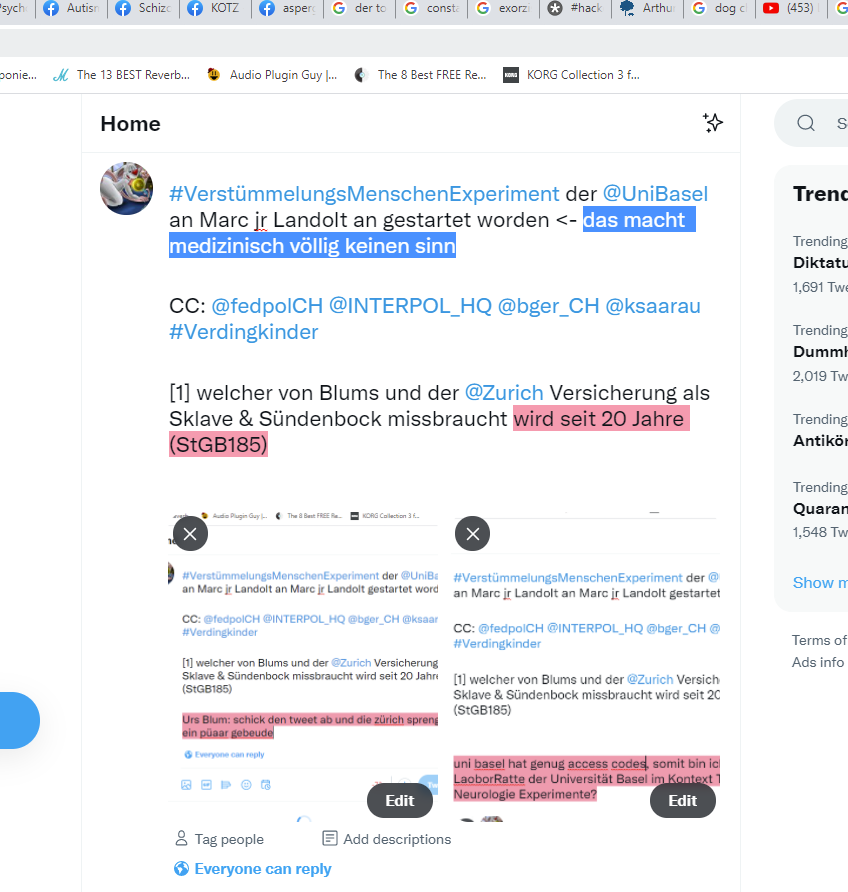 Autisn
Schizo
KOTZ
asperg
der to
consta
exorzi
#hack
Arthu
dog cl
(453)
ponie...
The 13 BEST Reverb...
Audio Plugin Guy |...
The 8 Best FREE Re...
KORG
KORG Collection 3 f...
Home
#VerstümmelungsMenschenExperiment der @UniBasel
an Marc jr Landolt an gestartet worden <- das macht
medizinisch völlig keinen sinn
CC: @fedpolCH @INTERPOL_HQ @bger_CH @ksaarau
#Verdingkinder
[1] welcher von Blums und der @Zurich Versicherung als
Sklave & Sündenbock missbraucht wird seit 20 Jahre
(StGB185)
Audio Plugin Guy |...
The 8 Best FREE Re...
KORG Collection 3 f...
#VerstümmelungsMenschenExperiment der @UniBa
an Marc jr Landolt an Marc jr Landolt gestartet word
CC: @fedpolCH @INTERPOL_HQ @bger_CH @ksaar
#Verdingkinder
[1] welcher von Blums und der @Zurich Versicherung
Sklave & Sündenbock missbraucht wird seit 20 Jahre
(StGB185)
Urs Blum: schick den tweet ab und die zürich spreng
ein püaar gebeude
Everyone can reply
Edit
#VerstümmelungsMenschenExperiment der @
an Marc jr Landolt an Marc jr Landolt gestartet
CC: @fedpolCH @INTERPOL_HQ @bger_CH @
#Verdingkinder
[1] welcher von Blums und der @Zurich Versich
Sklave & Sündenbock missbraucht wird seit 20
(StGB185)
uni basel hat genug access codes, somit bin ic
LaoborRatte der Universität Basel im Kontext T
Neurologie Experimente?
Edit
Tag people
Add descriptions
Everyone can reply
Trend
Trending
Diktatu
1,691 Twe
Trending
Dummh
2,019 Tw
Trending
Antikör
Trending
Quaran
1,548 Tw
Show m
Terms of
Ads info